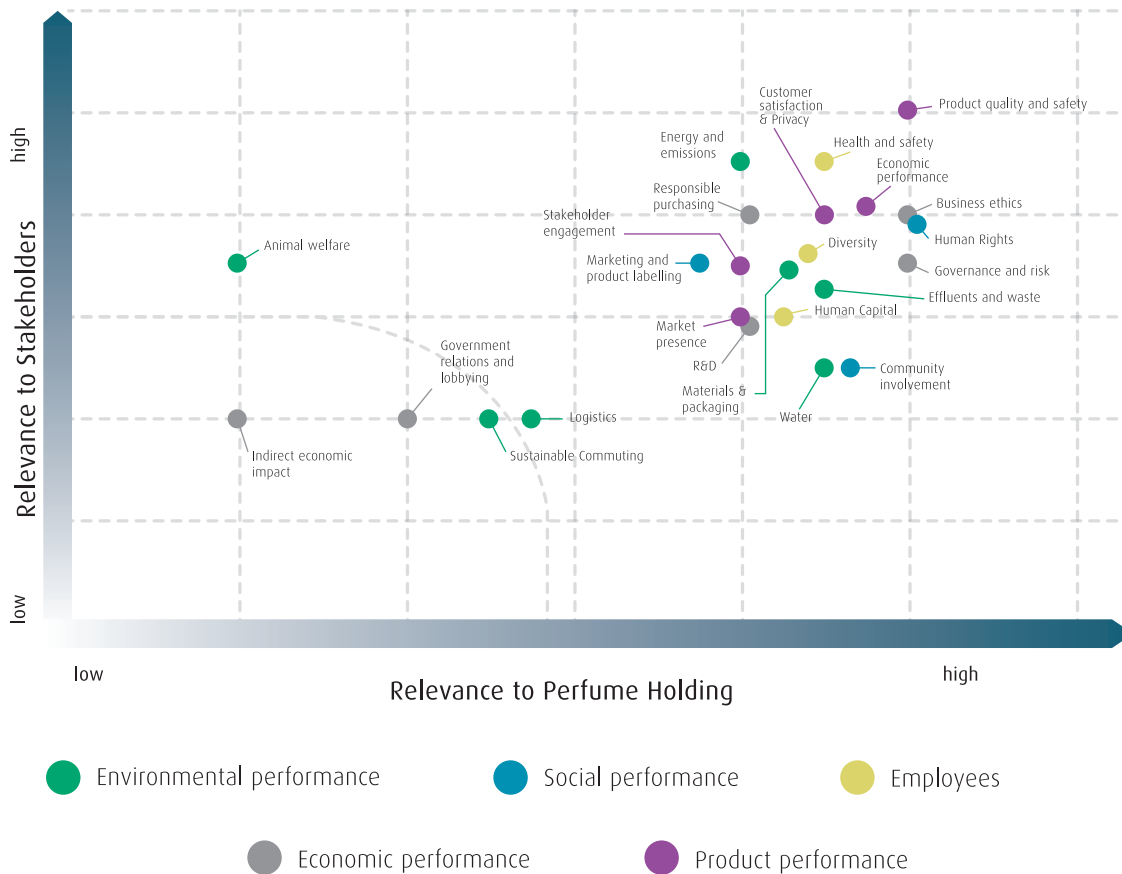 Relevance to Stakeholders
high
low
Customer
satisfaction
& Privacy
Product quality and safety
Energy and
emissions
Health and safety
Economic
performance
Responsible
purchasing
Business ethics
Stakeholder
engagement
Human Rights
Animal welfare
Diversity
Marketing and
product labelling
Governance and risk
Effluents and waste
Human Capital
Market
presence
Government
relations and
lobbying
R&D
Community
involvement
Materials &
packaging
Water
Logistics
Indirect economic
impact
Sustainable Commuting
low
high
Relevance to Perfume Holding
Environmental performance
Social performance
Employees
Economic performance
Product performance